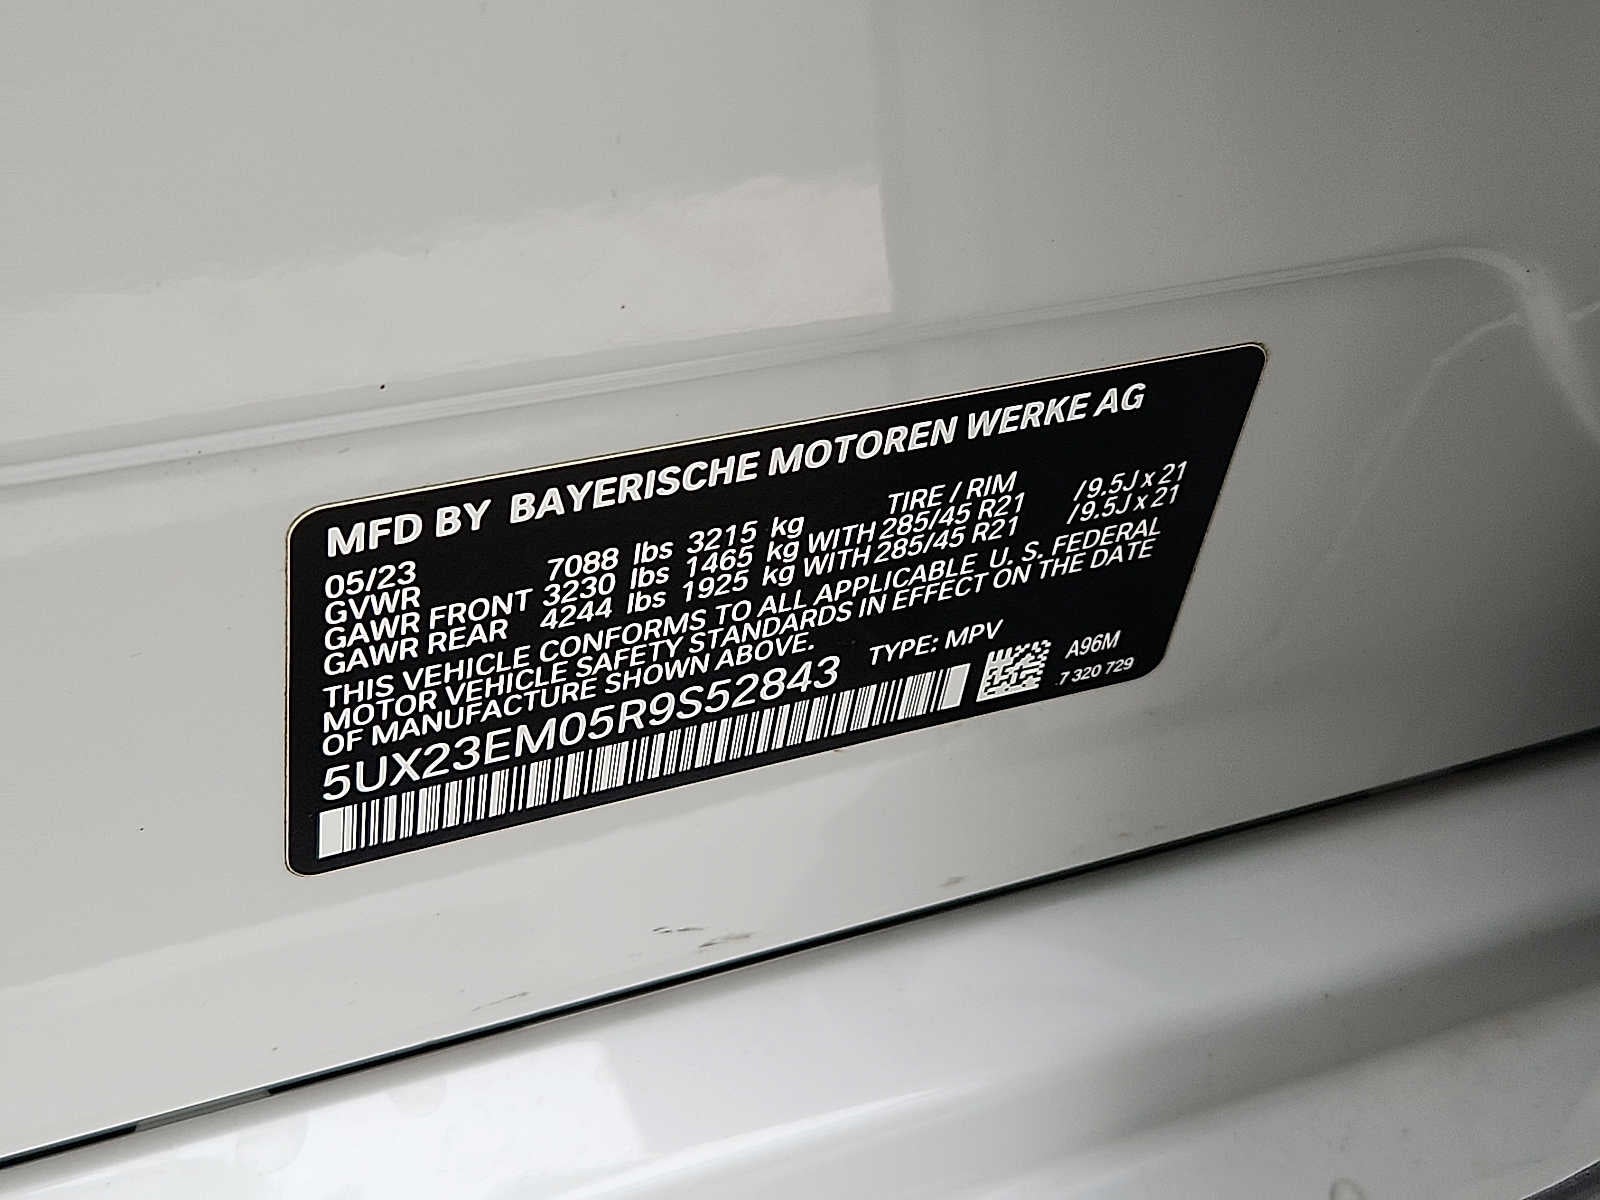 MFD BY BAYERISCHE MOTOREN WERKE AG
05/23 TIRE / RIM
GVWR 7088 lbs 3215 kg
GAWR FRONT 3230 lbs 1465 kg WITH 285/45 R21 /9.5J x 21
GAWR REAR 4244 lbs 1925 kg WITH 285/45 R21 /9.5J x 21
THIS VEHICLE CONFORMS TO ALL APPLICABLE U. S. FEDERAL
MOTOR VEHICLE SAFETY STANDARDS IN EFFECT ON THE DATE
OF MANUFACTURE SHOWN ABOVE.
TYPE: MPV
5UX23EM05R9S52843
A96M
7 320 729